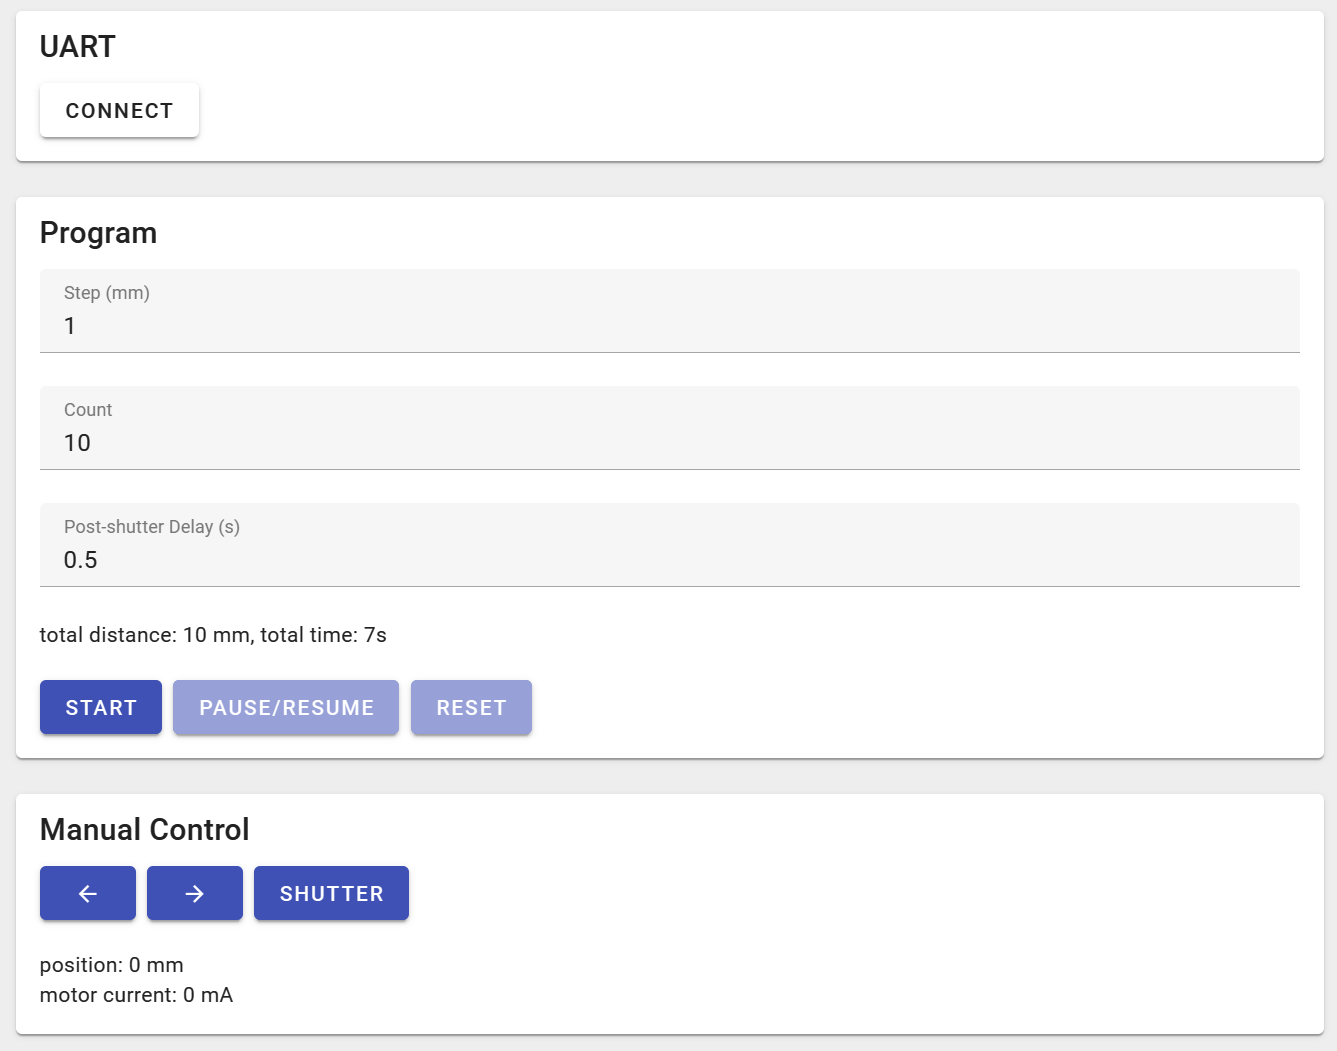 UART
CONNECT
Program
Step (mm)
1
Count
10
Post-shutter Delay (s)
0.5
total distance: 10 mm, total time: 7s
START PAUSE/RESUME RESET
Manual Control
← → SHUTTER
position: 0 mm
motor current: 0 mA